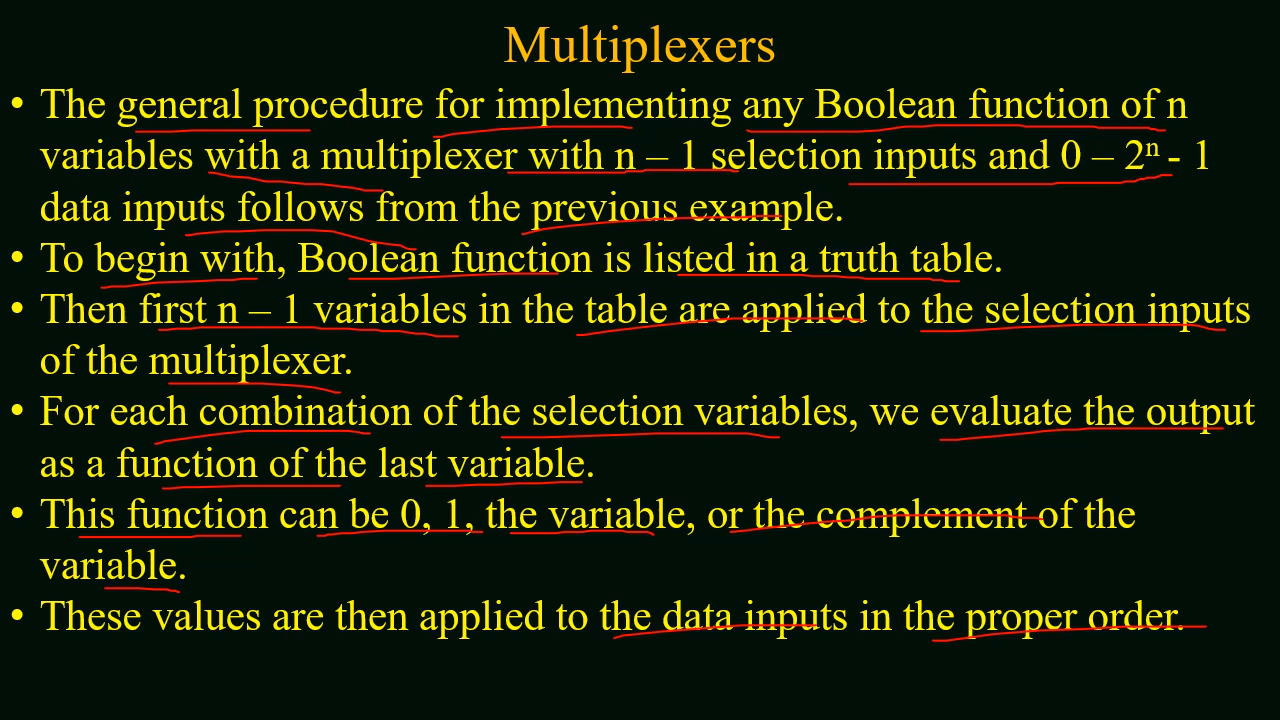 Multiplexers
• The general procedure for implementing any Boolean function of n
variables with a multiplexer with n – 1 selection inputs and 0 – 2ⁿ - 1
data inputs follows from the previous example.
• To begin with, Boolean function is listed in a truth table.
• Then first n – 1 variables in the table are applied to the selection inputs
of the multiplexer.
• For each combination of the selection variables, we evaluate the output
as a function of the last variable.
• This function can be 0, 1, the variable, or the complement of the
variable.
• These values are then applied to the data inputs in the proper order.